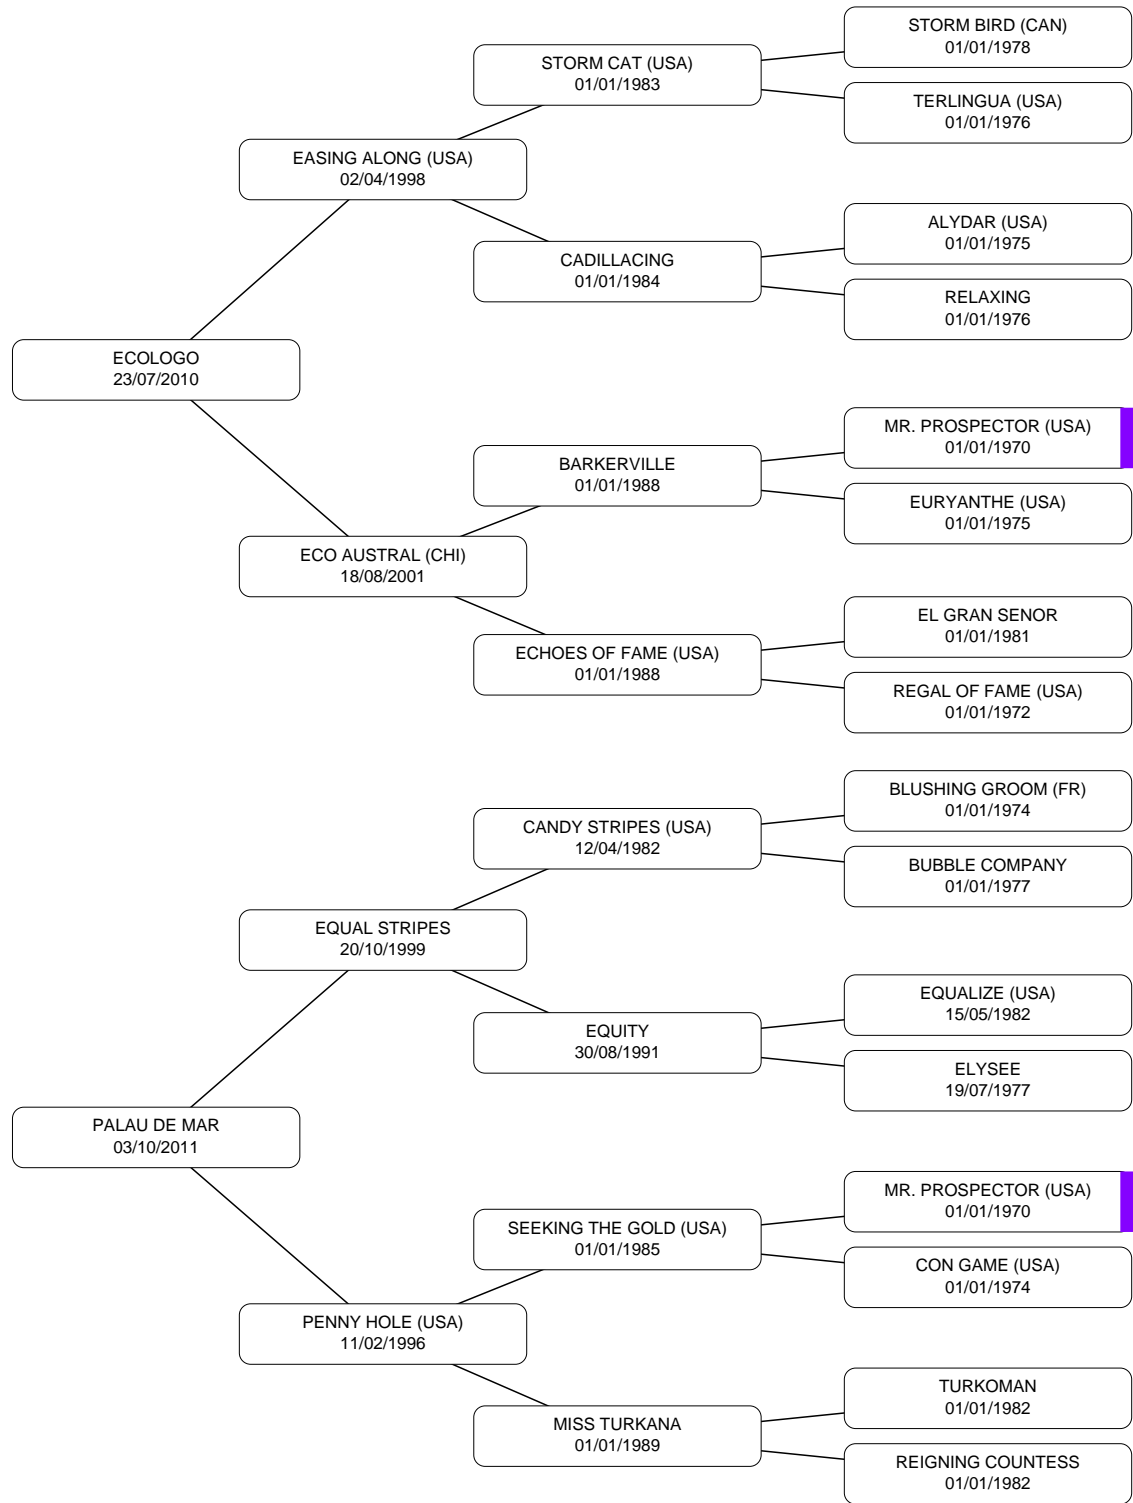 STORM BIRD (CAN)
01/01/1978
STORM CAT (USA)
01/01/1983
TERLINGUA (USA)
01/01/1976
EASING ALONG (USA)
02/04/1998
ALYDAR (USA)
01/01/1975
CADILLACING
01/01/1984
RELAXING
01/01/1976
ECOLOGO
23/07/2010
MR. PROSPECTOR (USA)
01/01/1970
BARKERVILLE
01/01/1988
EURYANTHE (USA)
01/01/1975
ECO AUSTRAL (CHI)
18/08/2001
EL GRAN SENOR
01/01/1981
ECHOES OF FAME (USA)
01/01/1988
REGAL OF FAME (USA)
01/01/1972
BLUSHING GROOM (FR)
01/01/1974
CANDY STRIPES (USA)
12/04/1982
BUBBLE COMPANY
01/01/1977
EQUAL STRIPES
20/10/1999
EQUALIZE (USA)
15/05/1982
EQUITY
30/08/1991
ELYSEE
19/07/1977
PALAU DE MAR
03/10/2011
MR. PROSPECTOR (USA)
01/01/1970
SEEKING THE GOLD (USA)
01/01/1985
CON GAME (USA)
01/01/1974
PENNY HOLE (USA)
11/02/1996
TURKOMAN
01/01/1982
MISS TURKANA
01/01/1989
REIGNING COUNTESS
01/01/1982